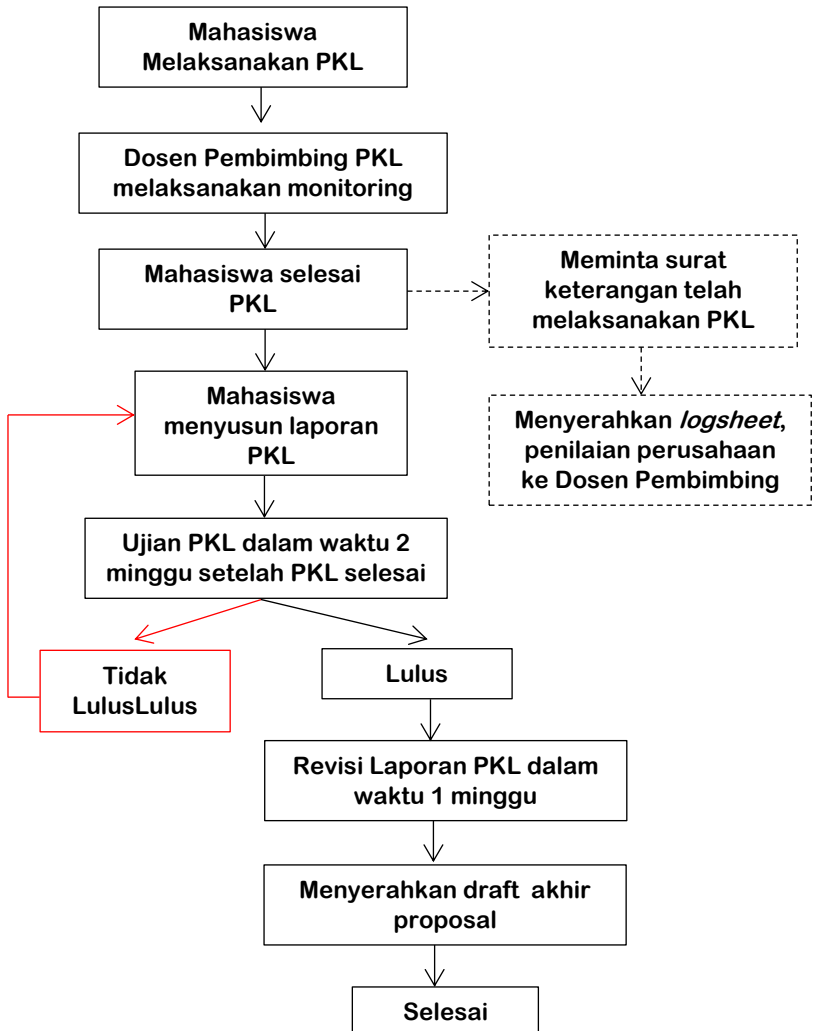 Mahasiswa
Melaksanakan PKL
Dosen Pembimbing PKL
melaksanakan monitoring
Mahasiswa selesai
PKL
Meminta surat
keterangan telah
melaksanakan PKL
Mahasiswa
menyusun laporan
PKL
Menyerahkan logsheet,
penilaian perusahaan
ke Dosen Pembimbing
Ujian PKL dalam waktu 2
minggu setelah PKL selesai
Tidak
LulusLulus
Lulus
Revisi Laporan PKL dalam
waktu 1 minggu
Menyerahkan draft akhir
proposal
Selesai